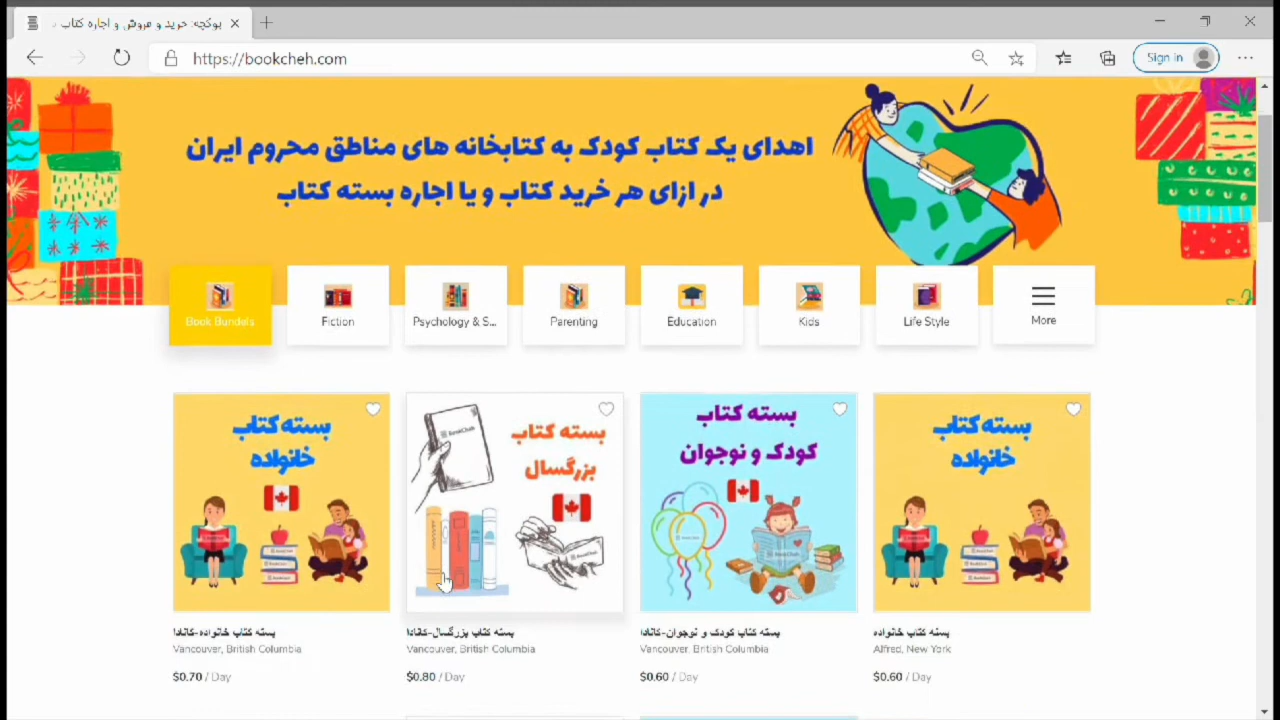 بوکچه: خرید و فروش و اجاره کتاب
https://bookcheh.com
Sign in
اهدای یک کتاب کودک به کتابخانه های مناطق محروم ایران
در ازای هر خرید کتاب و یا اجاره بسته کتاب
Book Bundels
Fiction
Psychology & S...
Parenting
Education
Kids
Life Style
More
بسته کتاب
خانواده
بسته کتاب
بزرگسال
بسته کتاب
کودک و نوجوان
بسته کتاب
خانواده
بسته کتاب خانواده-کانادا
Vancouver, British Columbia
$0.70 / Day
بسته کتاب بزرگسال-کانادا
Vancouver, British Columbia
$0.80 / Day
بسته کتاب کودک و نوجوان-کانادا
Vancouver, British Columbia
$0.60 / Day
بسته کتاب خانواده
Alfred, New York
$0.60 / Day